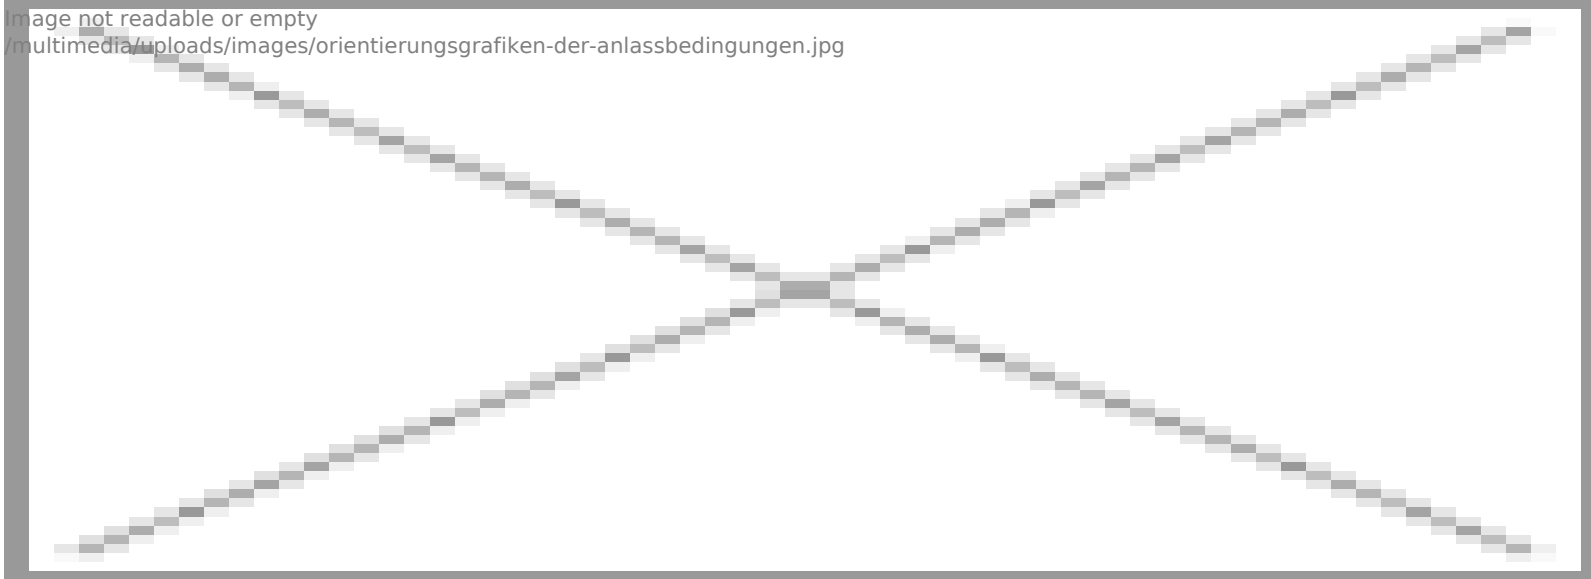 Image not readable or empty
/multimedia/uploads/images/orientierungsgrafiken-der-anlassbedingungen.jpg